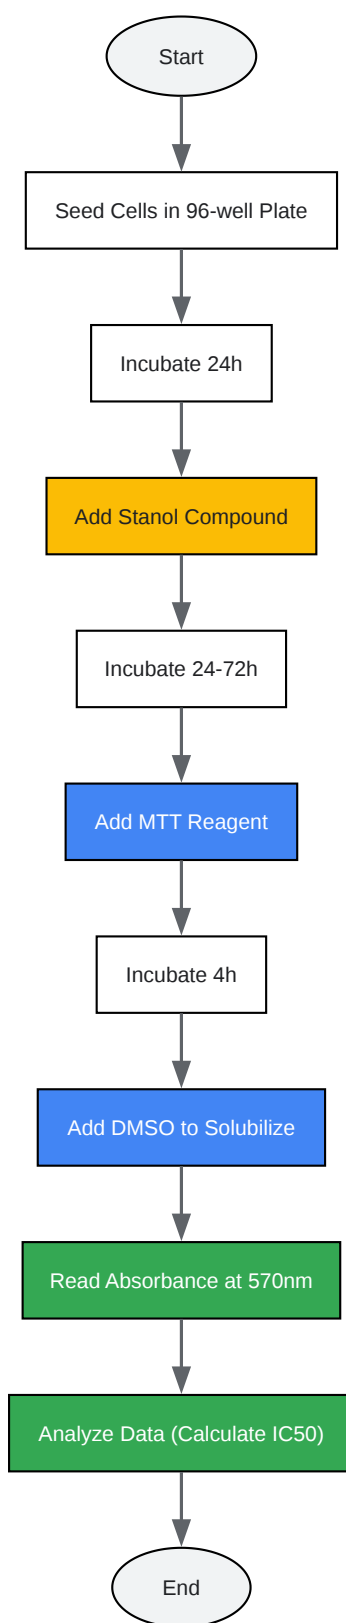 Start
Seed Cells in 96-well Plate
Incubate 24h
Add Stanol Compound
Incubate 24-72h
Add MTT Reagent
Incubate 4h
Add DMSO to Solubilize
Read Absorbance at 570nm
Analyze Data (Calculate IC50)
End